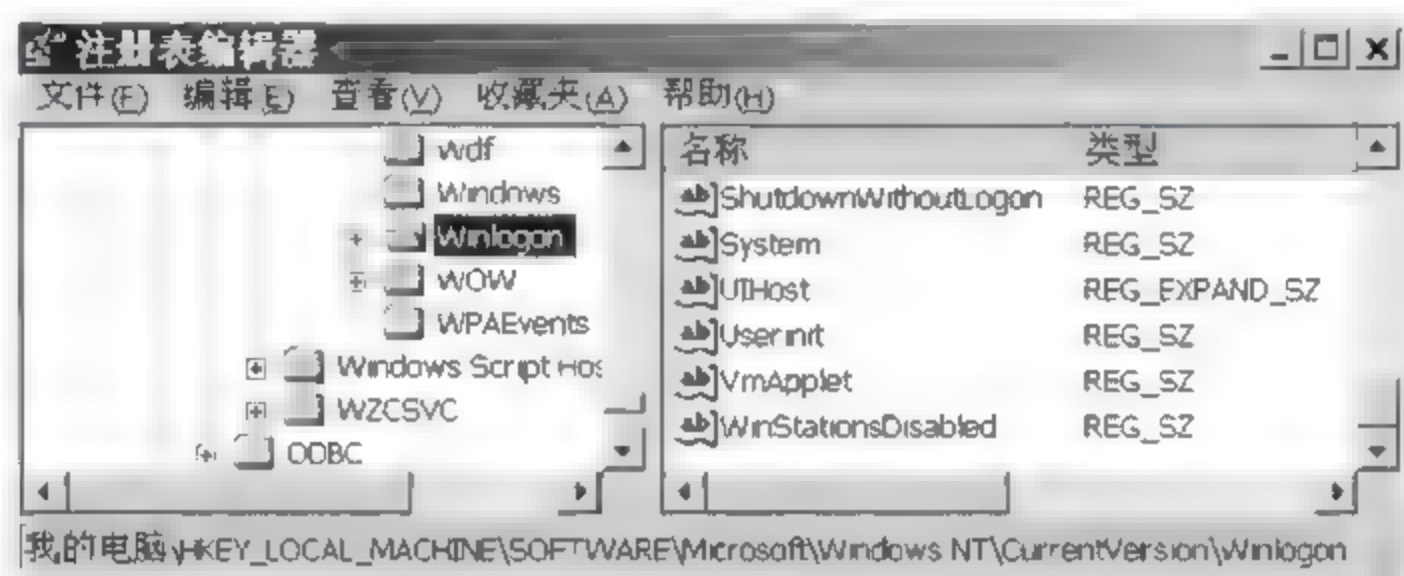 注册表编辑器
文件(F) 编辑(E) 查看(V) 收藏夹(A) 帮助(H)
Wdf
Windows
Winlogon
WOW
WPAEvents
Windows Script Hos
WZCSVC
ODBC
名称 类型
ShutdownWithoutLogon REG_SZ
System REG_SZ
UIHost REG_EXPAND_SZ
Userinit REG_SZ
VmApplet REG_SZ
WinStationsDisabled REG_SZ
我的电脑\HKEY_LOCAL_MACHINE\SOFTWARE\Microsoft\Windows NT\CurrentVersion\Winlogon